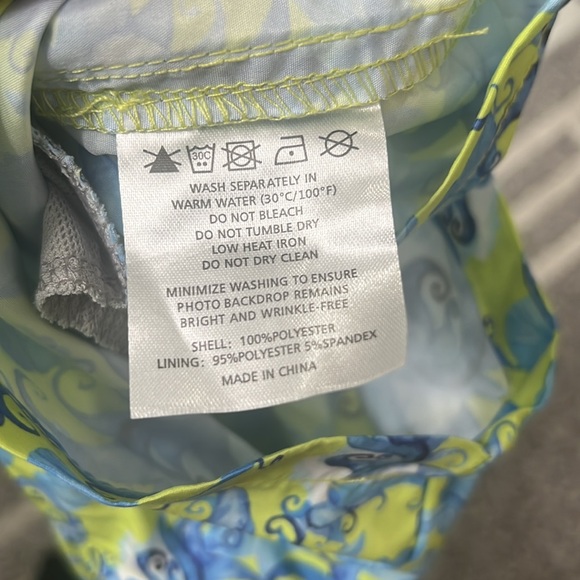 30C
WASH SEPARATELY IN
WARM WATER (30°C/100°F)
DO NOT BLEACH
DO NOT TUMBLE DRY
LOW HEAT IRON
DO NOT DRY CLEAN
MINIMIZE WASHING TO ENSURE
PHOTO BACKDROP REMAINS
BRIGHT AND WRINKLE-FREE
SHELL: 100%POLYESTER
LINING: 95%POLYESTER 5%SPANDEX
MADE IN CHINA